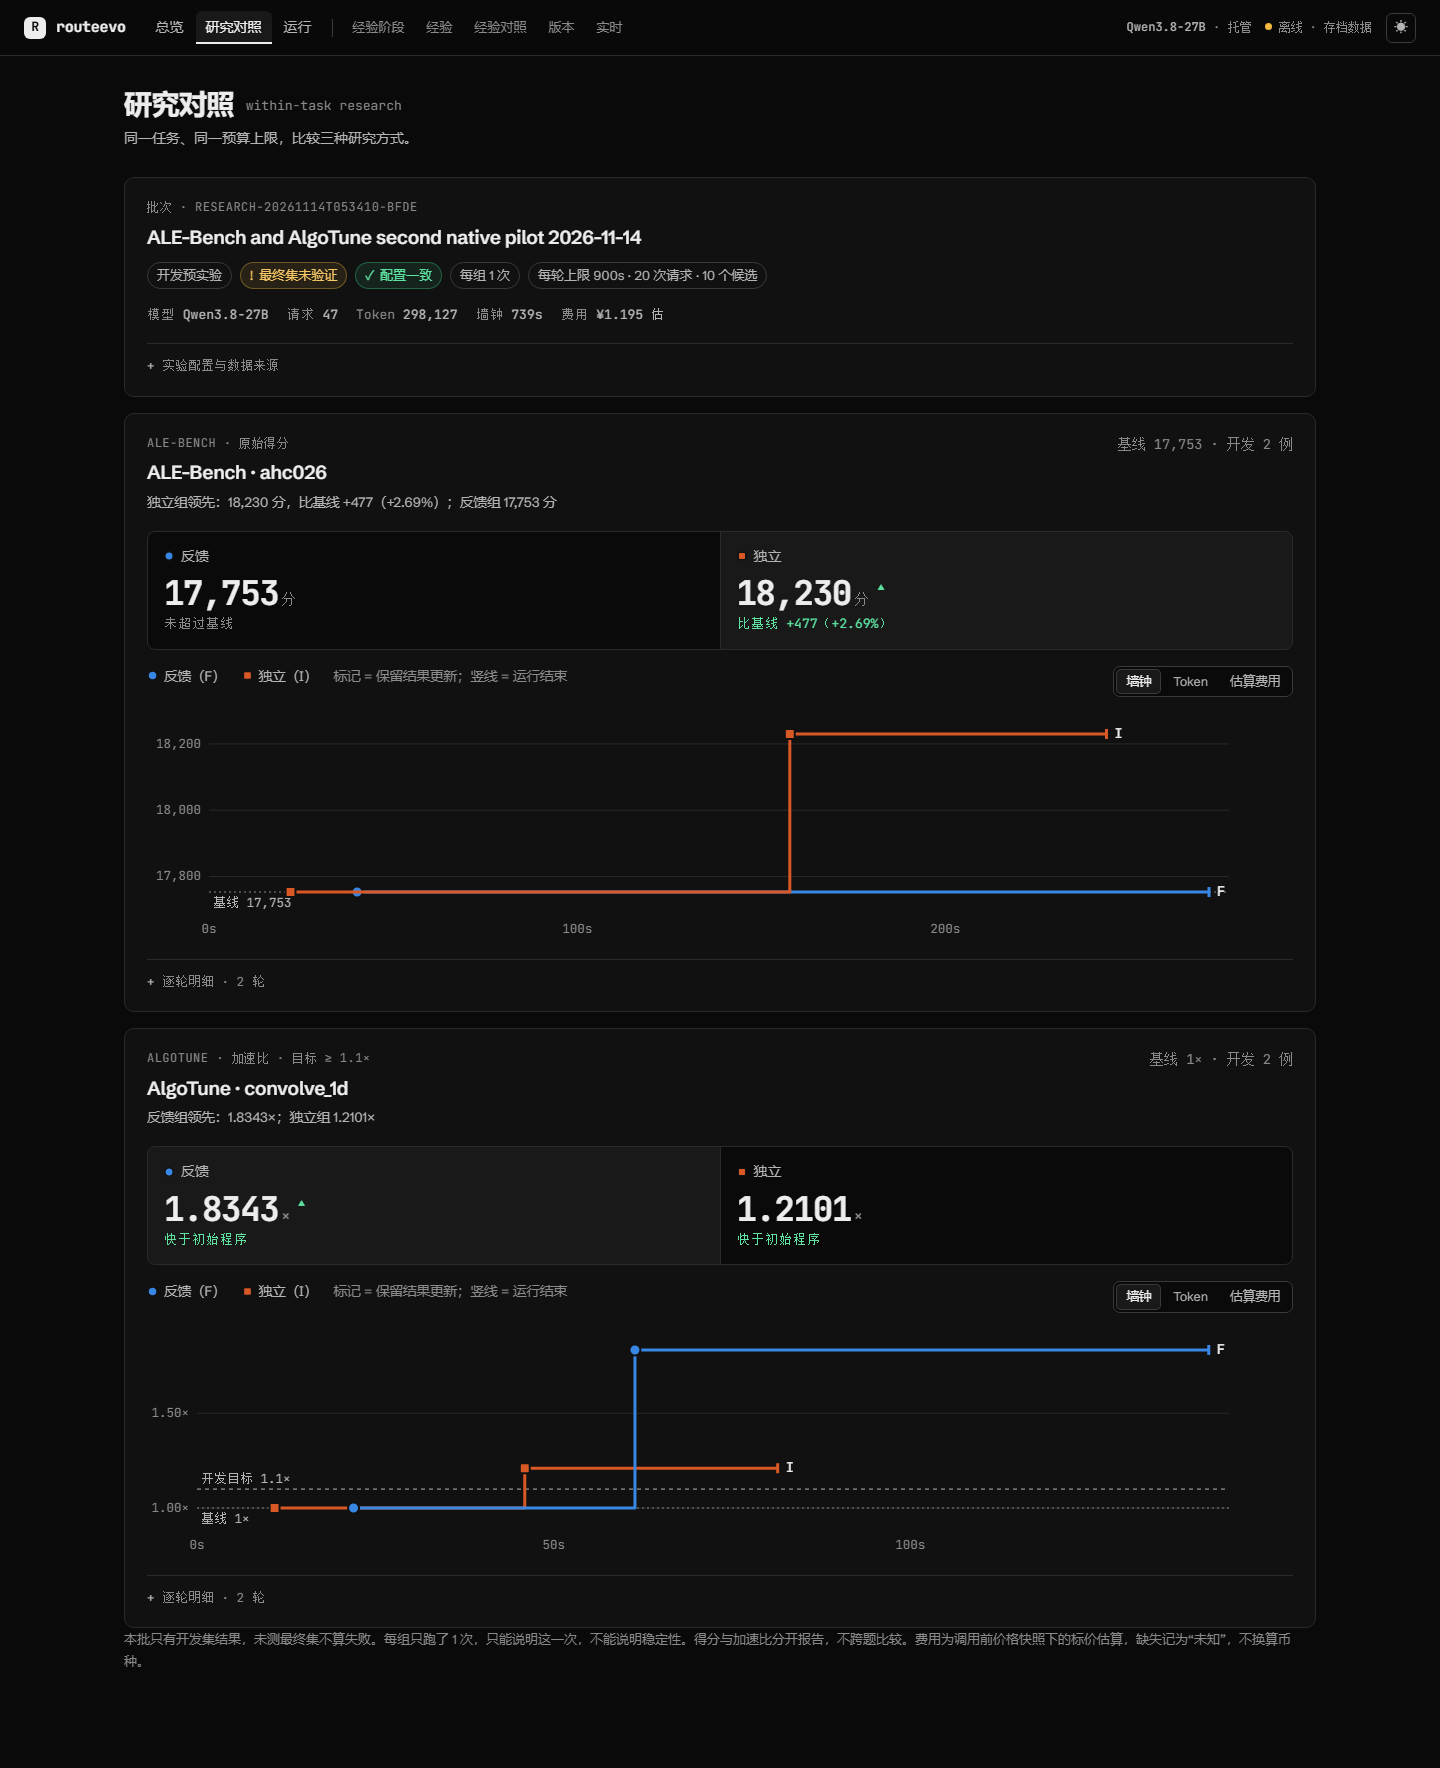 R routeevo 总览 研究对照 运行 经验阶段 经验 经验对照 版本 实时 Qwen3.8-27B · 托管 离线 · 存档数据
研究对照 within-task research
同一任务、同一预算上限，比较三种研究方式。
批次 · RESEARCH-20261114T053410-BFDE
ALE-Bench and AlgoTune second native pilot 2026-11-14
开发预实验 ! 最终集未验证 ✓ 配置一致 每组 1 次 每轮上限 900s · 20 次请求 · 10 个候选
模型 Qwen3.8-27B 请求 47 Token 298,127 墙钟 739s 费用 ¥1.195 估
+ 实验配置与数据来源
ALE-BENCH · 原始得分
基线 17,753 · 开发 2 例
ALE-Bench · ahc026
独立组领先：18,230 分，比基线 +477（+2.69%）；反馈组 17,753 分
反馈
17,753 分
未超过基线
独立
18,230 分 ▲
比基线 +477（+2.69%）
反馈（F） 独立（I） 标记 = 保留结果更新；竖线 = 运行结束
墙钟 Token 估算费用
18,200
18,000
17,800
基线 17,753
I
F
0s 100s 200s
+ 逐轮明细 · 2 轮
ALGOTUNE · 加速比 · 目标 ≥ 1.1×
基线 1× · 开发 2 例
AlgoTune · convolve_1d
反馈组领先：1.8343×；独立组 1.2101×
反馈
1.8343 × ▲
快于初始程序
独立
1.2101 ×
快于初始程序
反馈（F） 独立（I） 标记 = 保留结果更新；竖线 = 运行结束
墙钟 Token 估算费用
F
1.50×
I
开发目标 1.1×
1.00×
基线 1×
0s 50s 100s
+ 逐轮明细 · 2 轮
本批只有开发集结果，未测最终集不算失败。每组只跑了 1 次，只能说明这一次，不能说明稳定性。得分与加速比分开报告，不跨题比较。费用为调用前价格快照下的标价估算，缺失记为“未知”，不换算币
种。